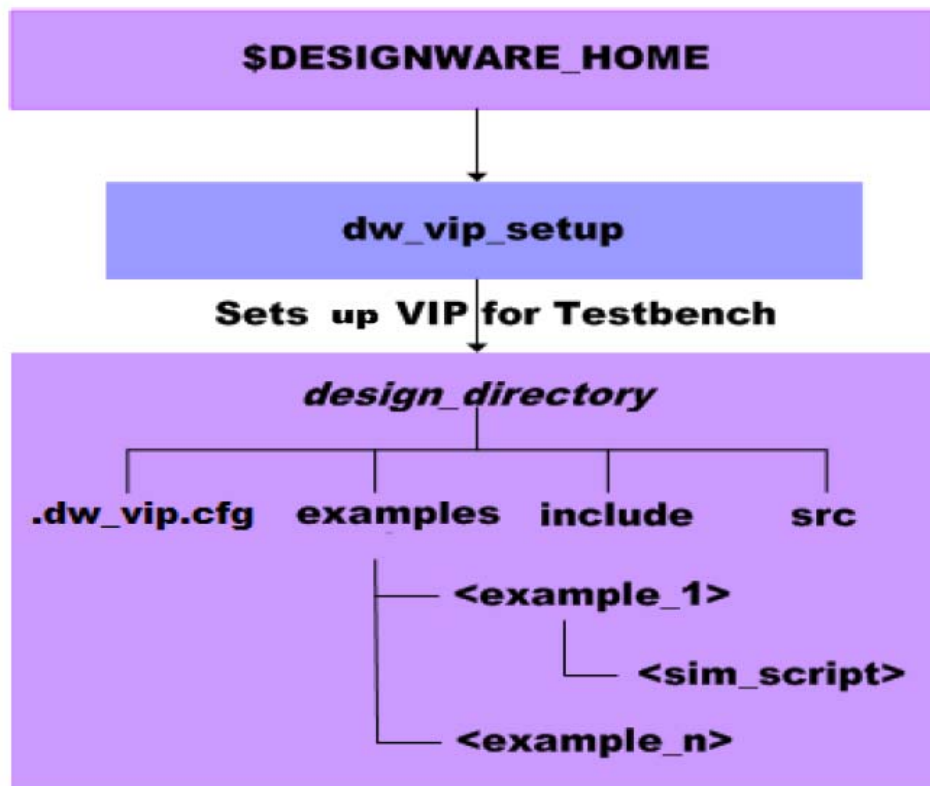 $DESIGNWARE_HOME
dw_vip_setup
Sets up VIP for Testbench
design_directory
.dw_vip.cfg examples include src
<example_1>
<sim_script>
<example_n>